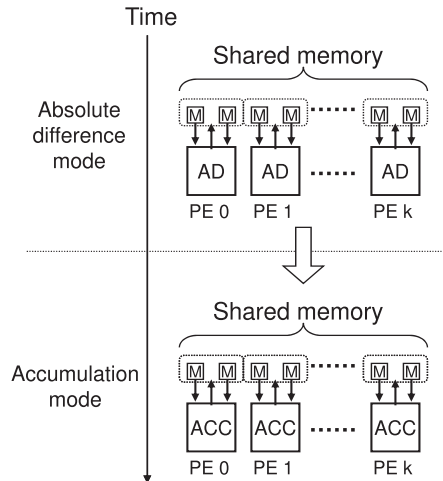 Time
Shared memory
M M M M ...... M M
Absolute
difference
mode
AD AD ...... AD
PE 0 PE 1 PE k
Shared memory
M M M M ...... M M
Accumulation
mode
ACC ACC ...... ACC
PE 0 PE 1 PE k